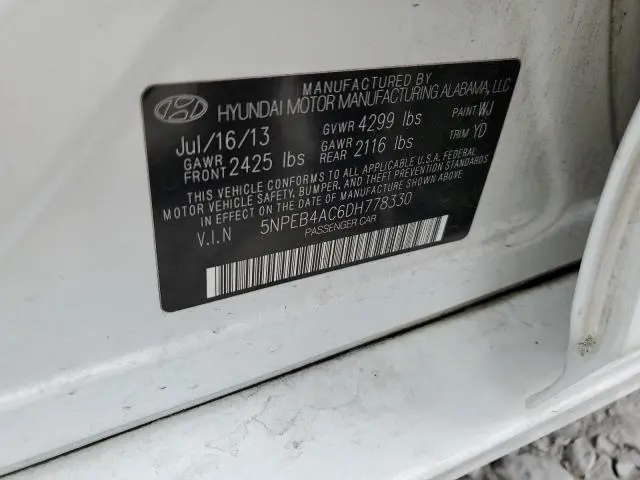 MANUFACTURED BY
HYUNDAI MOTOR MANUFACTURING ALABAMA, LLC
Jul/16/13 GVWR 4299 lbs PAINT WJ
GAWR FRONT 2425 lbs GAWR REAR 2116 lbs TRIM YD
THIS VEHICLE CONFORMS TO ALL APPLICABLE U.S.A. FEDERAL
MOTOR VEHICLE SAFETY, BUMPER, AND THEFT PREVENTION STANDARDS
IN EFFECT ON THE DATE OF MANUFACTURE SHOWN ABOVE.
V.I.N 5NPEB4AC6DH778330
PASSENGER CAR